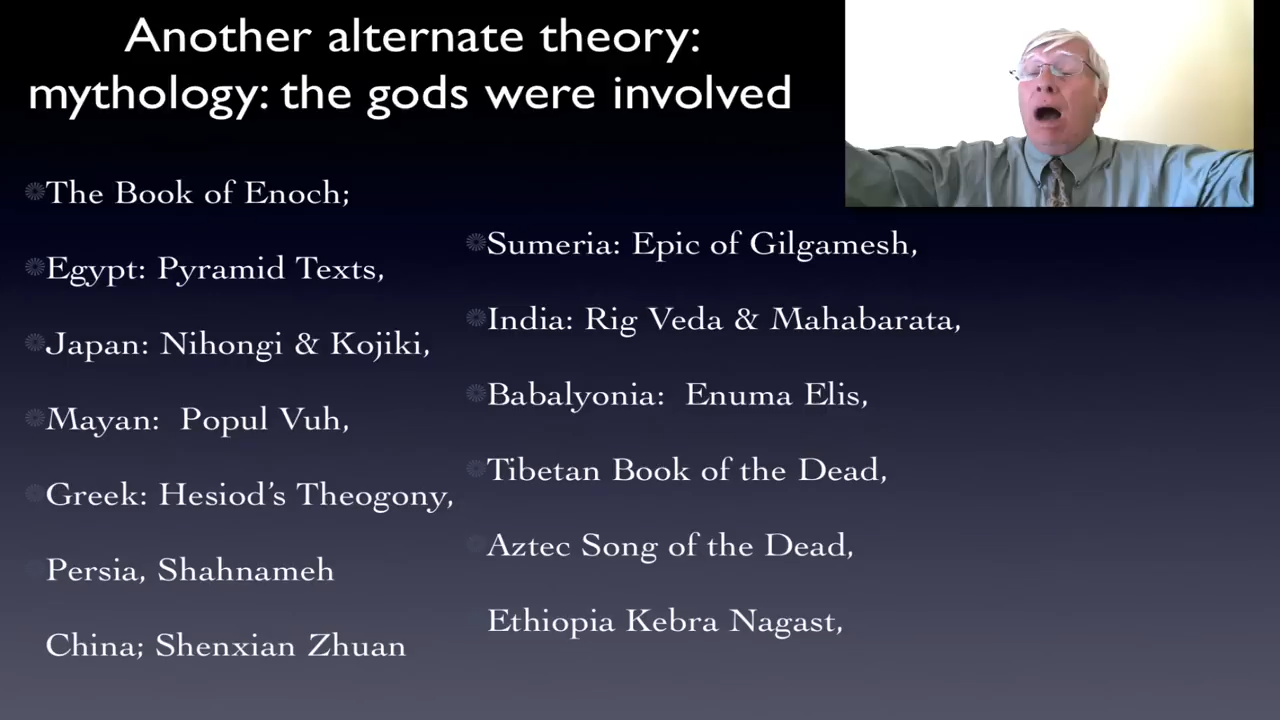 Another alternate theory:
mythology: the gods were involved
The Book of Enoch;
Egypt: Pyramid Texts,
Japan: Nihongi & Kojiki,
Mayan:  Popul Vuh,
Greek: Hesiod's Theogony,
Persia, Shahnameh
China; Shenxian Zhuan
Sumeria: Epic of Gilgamesh,
India: Rig Veda & Mahabarata,
Babalyonia:  Enuma Elis,
Tibetan Book of the Dead,
Aztec Song of the Dead,
Ethiopia Kebra Nagast,